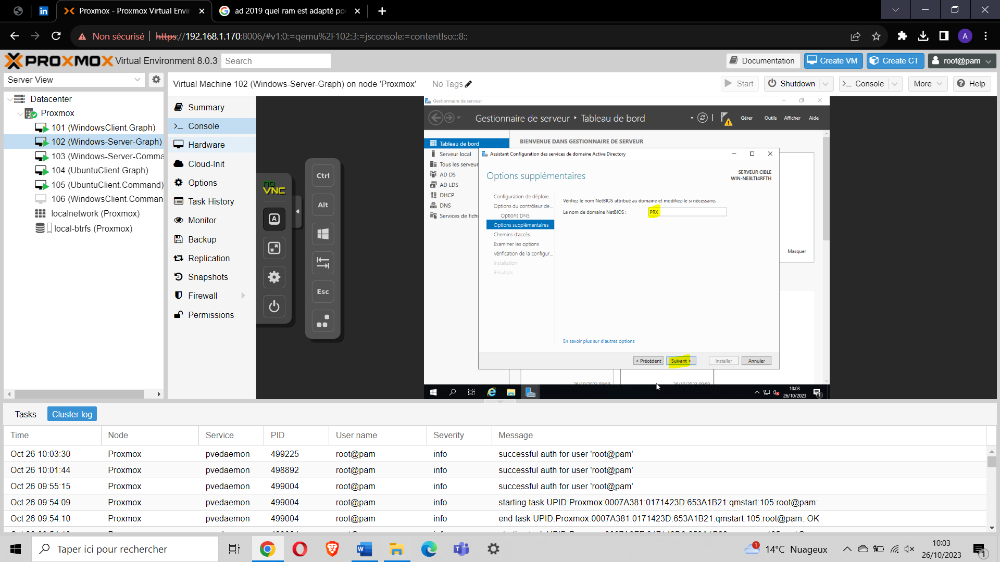 Proxmox - Proxmox Virtual Envir
ad 2019 quel ram est adapté po
Non sécurisé
https://192.168.1.170:8006/#v1:0:=qemu%2F102:3:=jsconsole:=contentIso:::8::
A
PROXMOX Virtual Environment 8.0.3
Search
Documentation
Create VM
Create CT
root@pam
Server View
Virtual Machine 102 (Windows-Server-Graph) on node 'Proxmox'
No Tags
Start
Shutdown
Console
More
Help
Datacenter
Proxmox
101 (WindowsClient.Graph)
102 (Windows-Server-Graph)
103 (Windows-Server-Comma
104 (UbuntuClient.Graph)
105 (UbuntuClient.Command)
106 (WindowsClient.Comman
localnetwork (Proxmox)
local-btrfs (Proxmox)
Summary
Console
Hardware
Cloud-Init
Options
Task History
Monitor
Backup
Replication
Snapshots
Firewall
Permissions
no
VNC
A
Ctrl
Alt
Esc
Gestionnaire de serveur
Gestionnaire de serveur
Tableau de bord
Gérer
Outils
Afficher
Aide
Tableau de bord
Serveur local
Tous les serveur
AD DS
AD LDS
DHCP
DNS
Services de fichi
BIENVENUE DANS GESTIONNAIRE DE SERVEUR
Assistant Configuration des services de domaine Active Directory
Options supplémentaires
SERVEUR CIBLE
WIN-NE8LTI4RFTH
Configuration de déploie...
Options du contrôleur de...
Options DNS
Options supplémentaires
Chemins d'accès
Examiner les options
Vérification de la configur...
Installation
Résultats
Vérifiez le nom NetBIOS attribué au domaine et modifiez-le si nécessaire.
Le nom de domaine NetBIOS :
PRX
En savoir plus sur d'autres options
< Précédent
Suivant >
Installer
Annuler
Masquer
26/10/2023 09:59
26/10/2023 09:59
10:03
26/10/2023
1
Tasks
Cluster log
Time Node Service PID User name Severity Message
Oct 26 10:03:30 Proxmox pvedaemon 499225 root@pam info successful auth for user 'root@pam'
Oct 26 10:01:44 Proxmox pvedaemon 498892 root@pam info successful auth for user 'root@pam'
Oct 26 09:55:15 Proxmox pvedaemon 499004 root@pam info successful auth for user 'root@pam'
Oct 26 09:54:09 Proxmox pvedaemon 499004 root@pam info starting task UPID:Proxmox:0007A381:0171423D:653A1B21:qmstart:105:root@pam:
Oct 26 09:54:10 Proxmox pvedaemon 499004 root@pam info end task UPID:Proxmox:0007A381:0171423D:653A1B21:qmstart:105:root@pam: OK
Taper ici pour rechercher
1
14°C Nuageux
10:03
26/10/2023
1